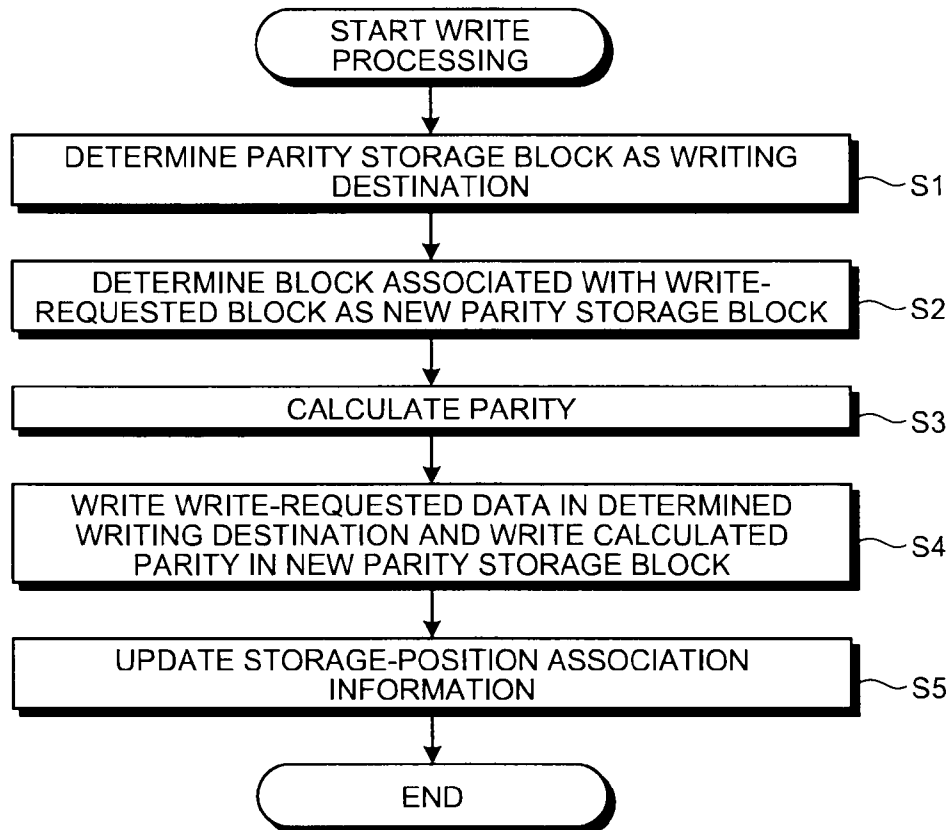 START WRITE
PROCESSING
DETERMINE PARITY STORAGE BLOCK AS WRITING
DESTINATION
S1
DETERMINE BLOCK ASSOCIATED WITH WRITE-
REQUESTED BLOCK AS NEW PARITY STORAGE BLOCK
S2
CALCULATE PARITY
S3
WRITE WRITE-REQUESTED DATA IN DETERMINED
WRITING DESTINATION AND WRITE CALCULATED
PARITY IN NEW PARITY STORAGE BLOCK
S4
UPDATE STORAGE-POSITION ASSOCIATION
INFORMATION
S5
END